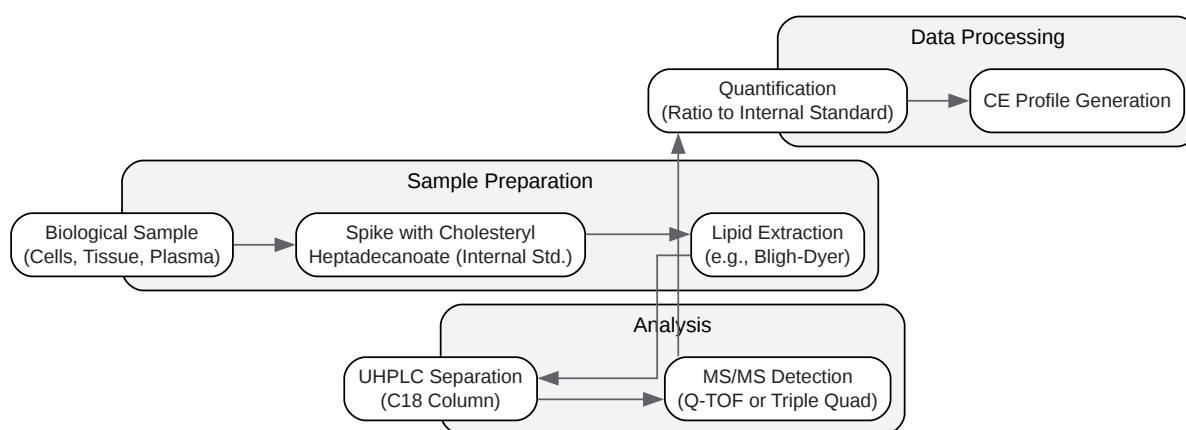 Data Processing
Quantification
(Ratio to Internal Standard)
CE Profile Generation
Sample Preparation
Biological Sample
(Cells, Tissue, Plasma)
Spike with Cholesteryl
Heptadecanoate (Internal Std.)
Lipid Extraction
(e.g., Bligh-Dyer)
Analysis
UHPLC Separation
(C18 Column)
MS/MS Detection
(Q-TOF or Triple Quad)